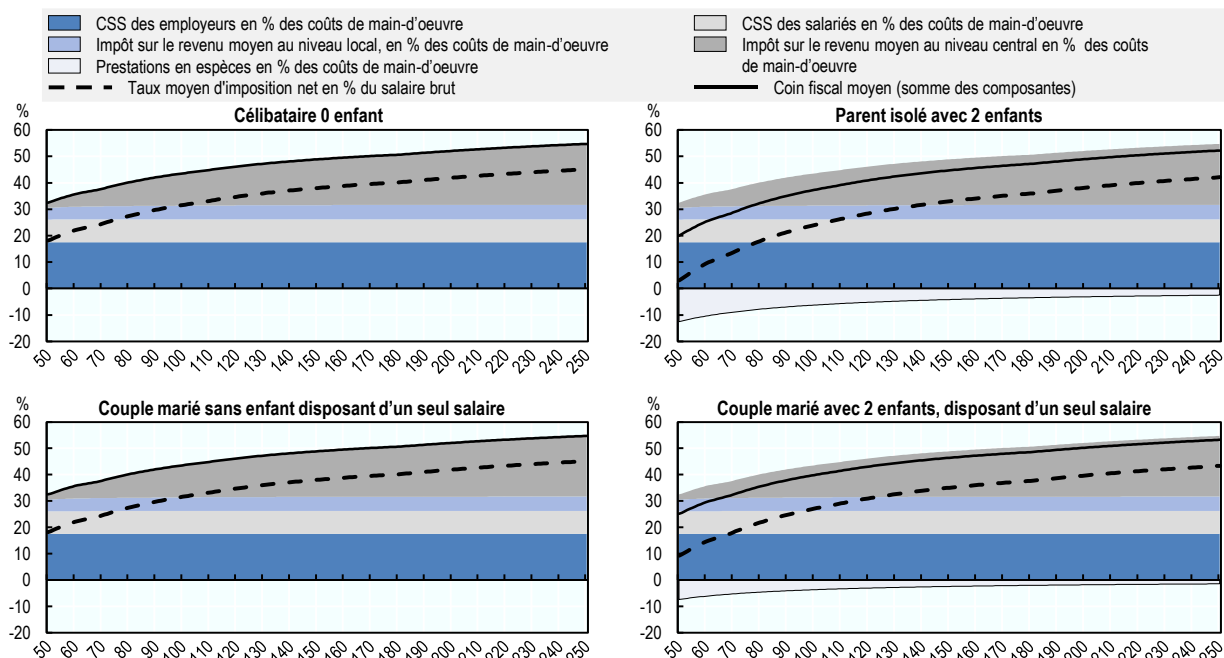 CSS des employeurs en % des coûts de main-d'oeuvre
CSS des salariés en % des coûts de main-d'oeuvre
Impôt sur le revenu moyen au niveau local, en % des coûts de main-d'oeuvre
Impôt sur le revenu moyen au niveau central en % des coûts
de main-d'oeuvre
Prestations en espèces en % des coûts de main-d'oeuvre
Taux moyen d'imposition net en % du salaire brut
Coin fiscal moyen (somme des composantes)
%
Célibataire 0 enfant
60
50
40
30
20
10
0
-10
-20
50 60 70 80 90 100 110 120 130 140 150 160 170 180 190 200 210 220 230 240 250
%
Parent isolé avec 2 enfants
60
50
40
30
20
10
0
-10
-20
50 60 70 80 90 100 110 120 130 140 150 160 170 180 190 200 210 220 230 240 250
%
Couple marié sans enfant disposant d'un seul salaire
60
50
40
30
20
10
0
-10
-20
50 60 70 80 90 100 110 120 130 140 150 160 170 180 190 200 210 220 230 240 250
%
Couple marié avec 2 enfants, disposant d'un seul salaire
60
50
40
30
20
10
0
-10
-20
50 60 70 80 90 100 110 120 130 140 150 160 170 180 190 200 210 220 230 240 250